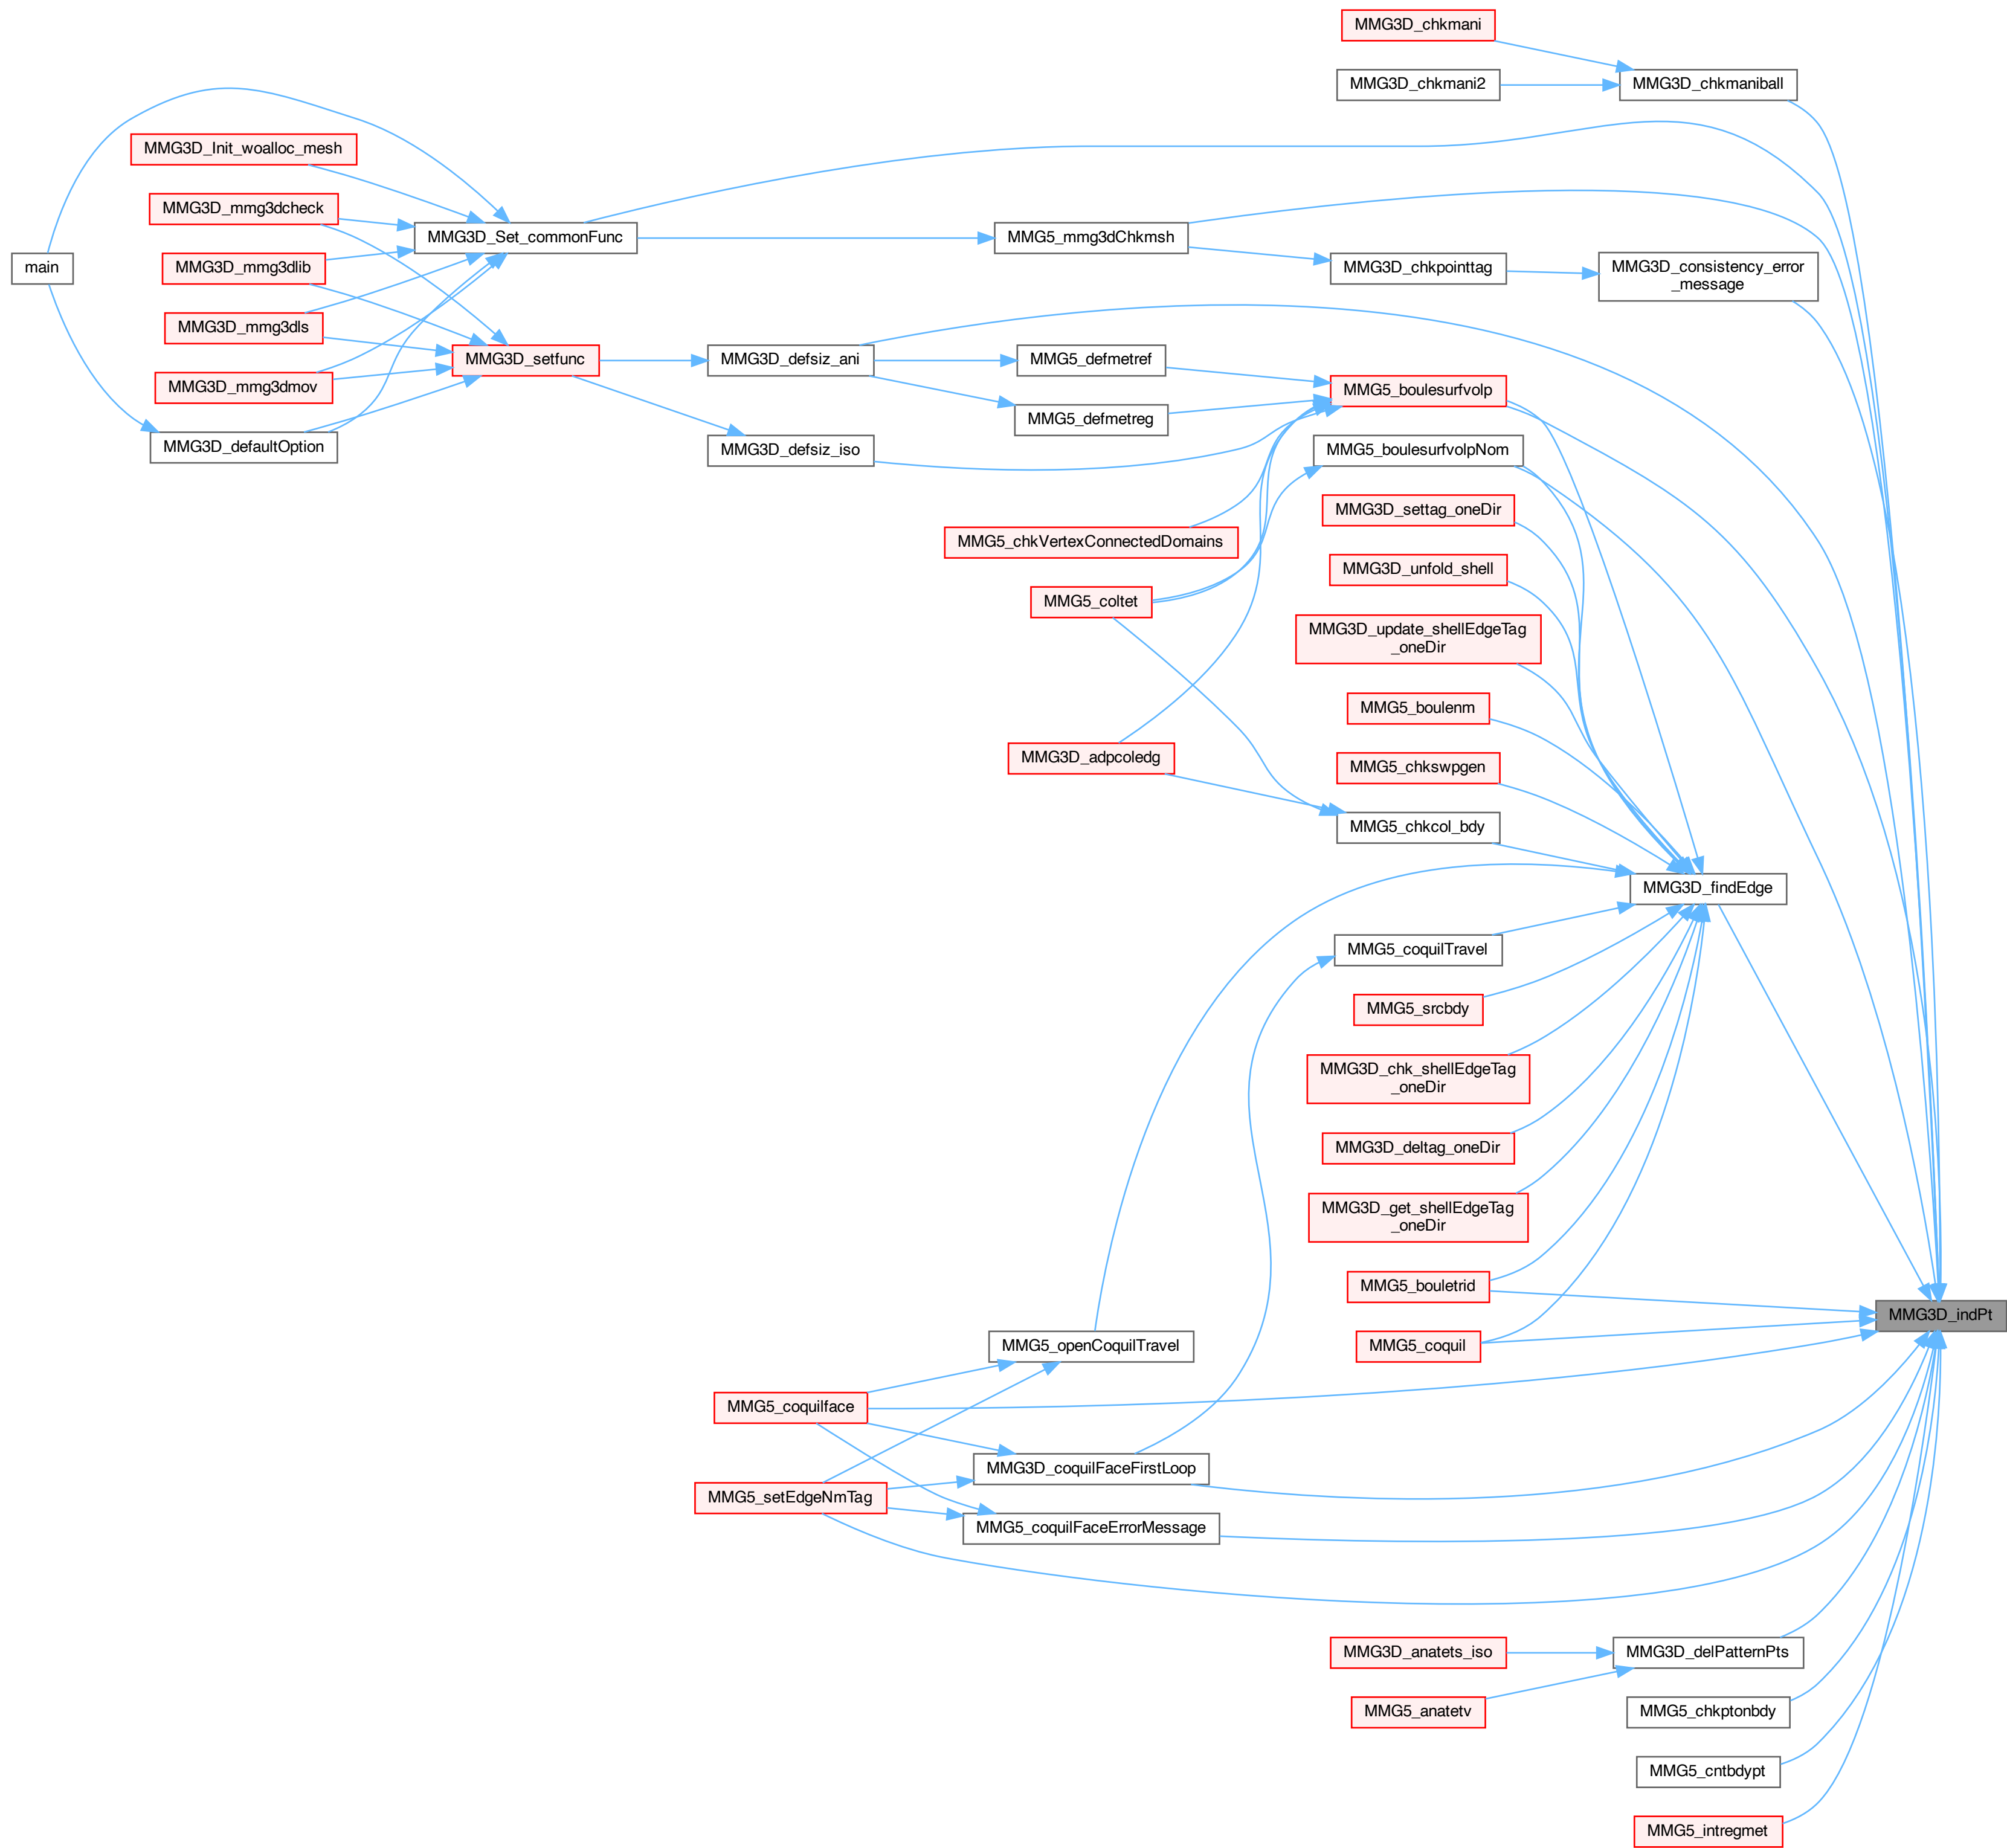 MMG3D_chkmani
MMG3D_chkmani2
MMG3D_chkmaniball
MMG3D_Init_woalloc_mesh
MMG3D_mmg3dcheck
MMG3D_Set_commonFunc
MMG5_mmg3dChkmsh
main
MMG3D_mmg3dlib
MMG3D_chkpointtag
MMG3D_consistency_error
_message
MMG3D_mmg3dls
MMG3D_setfunc
MMG3D_defsiz_ani
MMG5_defmetref
MMG3D_mmg3dmov
MMG5_boulesurfvolp
MMG5_defmetreg
MMG3D_defaultOption
MMG3D_defsiz_iso
MMG5_boulesurfvolpNom
MMG3D_settag_oneDir
MMG5_chkVertexConnectedDomains
MMG3D_unfold_shell
MMG5_coltet
MMG3D_update_shellEdgeTag
_oneDir
MMG5_boulenm
MMG3D_adpcoledg
MMG5_chkswpgen
MMG5_chkcol_bdy
MMG3D_findEdge
MMG5_coquilTravel
MMG5_srcbdy
MMG3D_chk_shellEdgeTag
_oneDir
MMG3D_deltag_oneDir
MMG3D_get_shellEdgeTag
_oneDir
MMG5_bouletrid
MMG3D_indPt
MMG5_openCoquilTravel
MMG5_coquil
MMG5_coquilface
MMG3D_coquilFaceFirstLoop
MMG5_setEdgeNmTag
MMG5_coquilFaceErrorMessage
MMG3D_anatets_iso
MMG3D_delPatternPts
MMG5_anatetv
MMG5_chkptonbdy
MMG5_cntbdypt
MMG5_intregmet